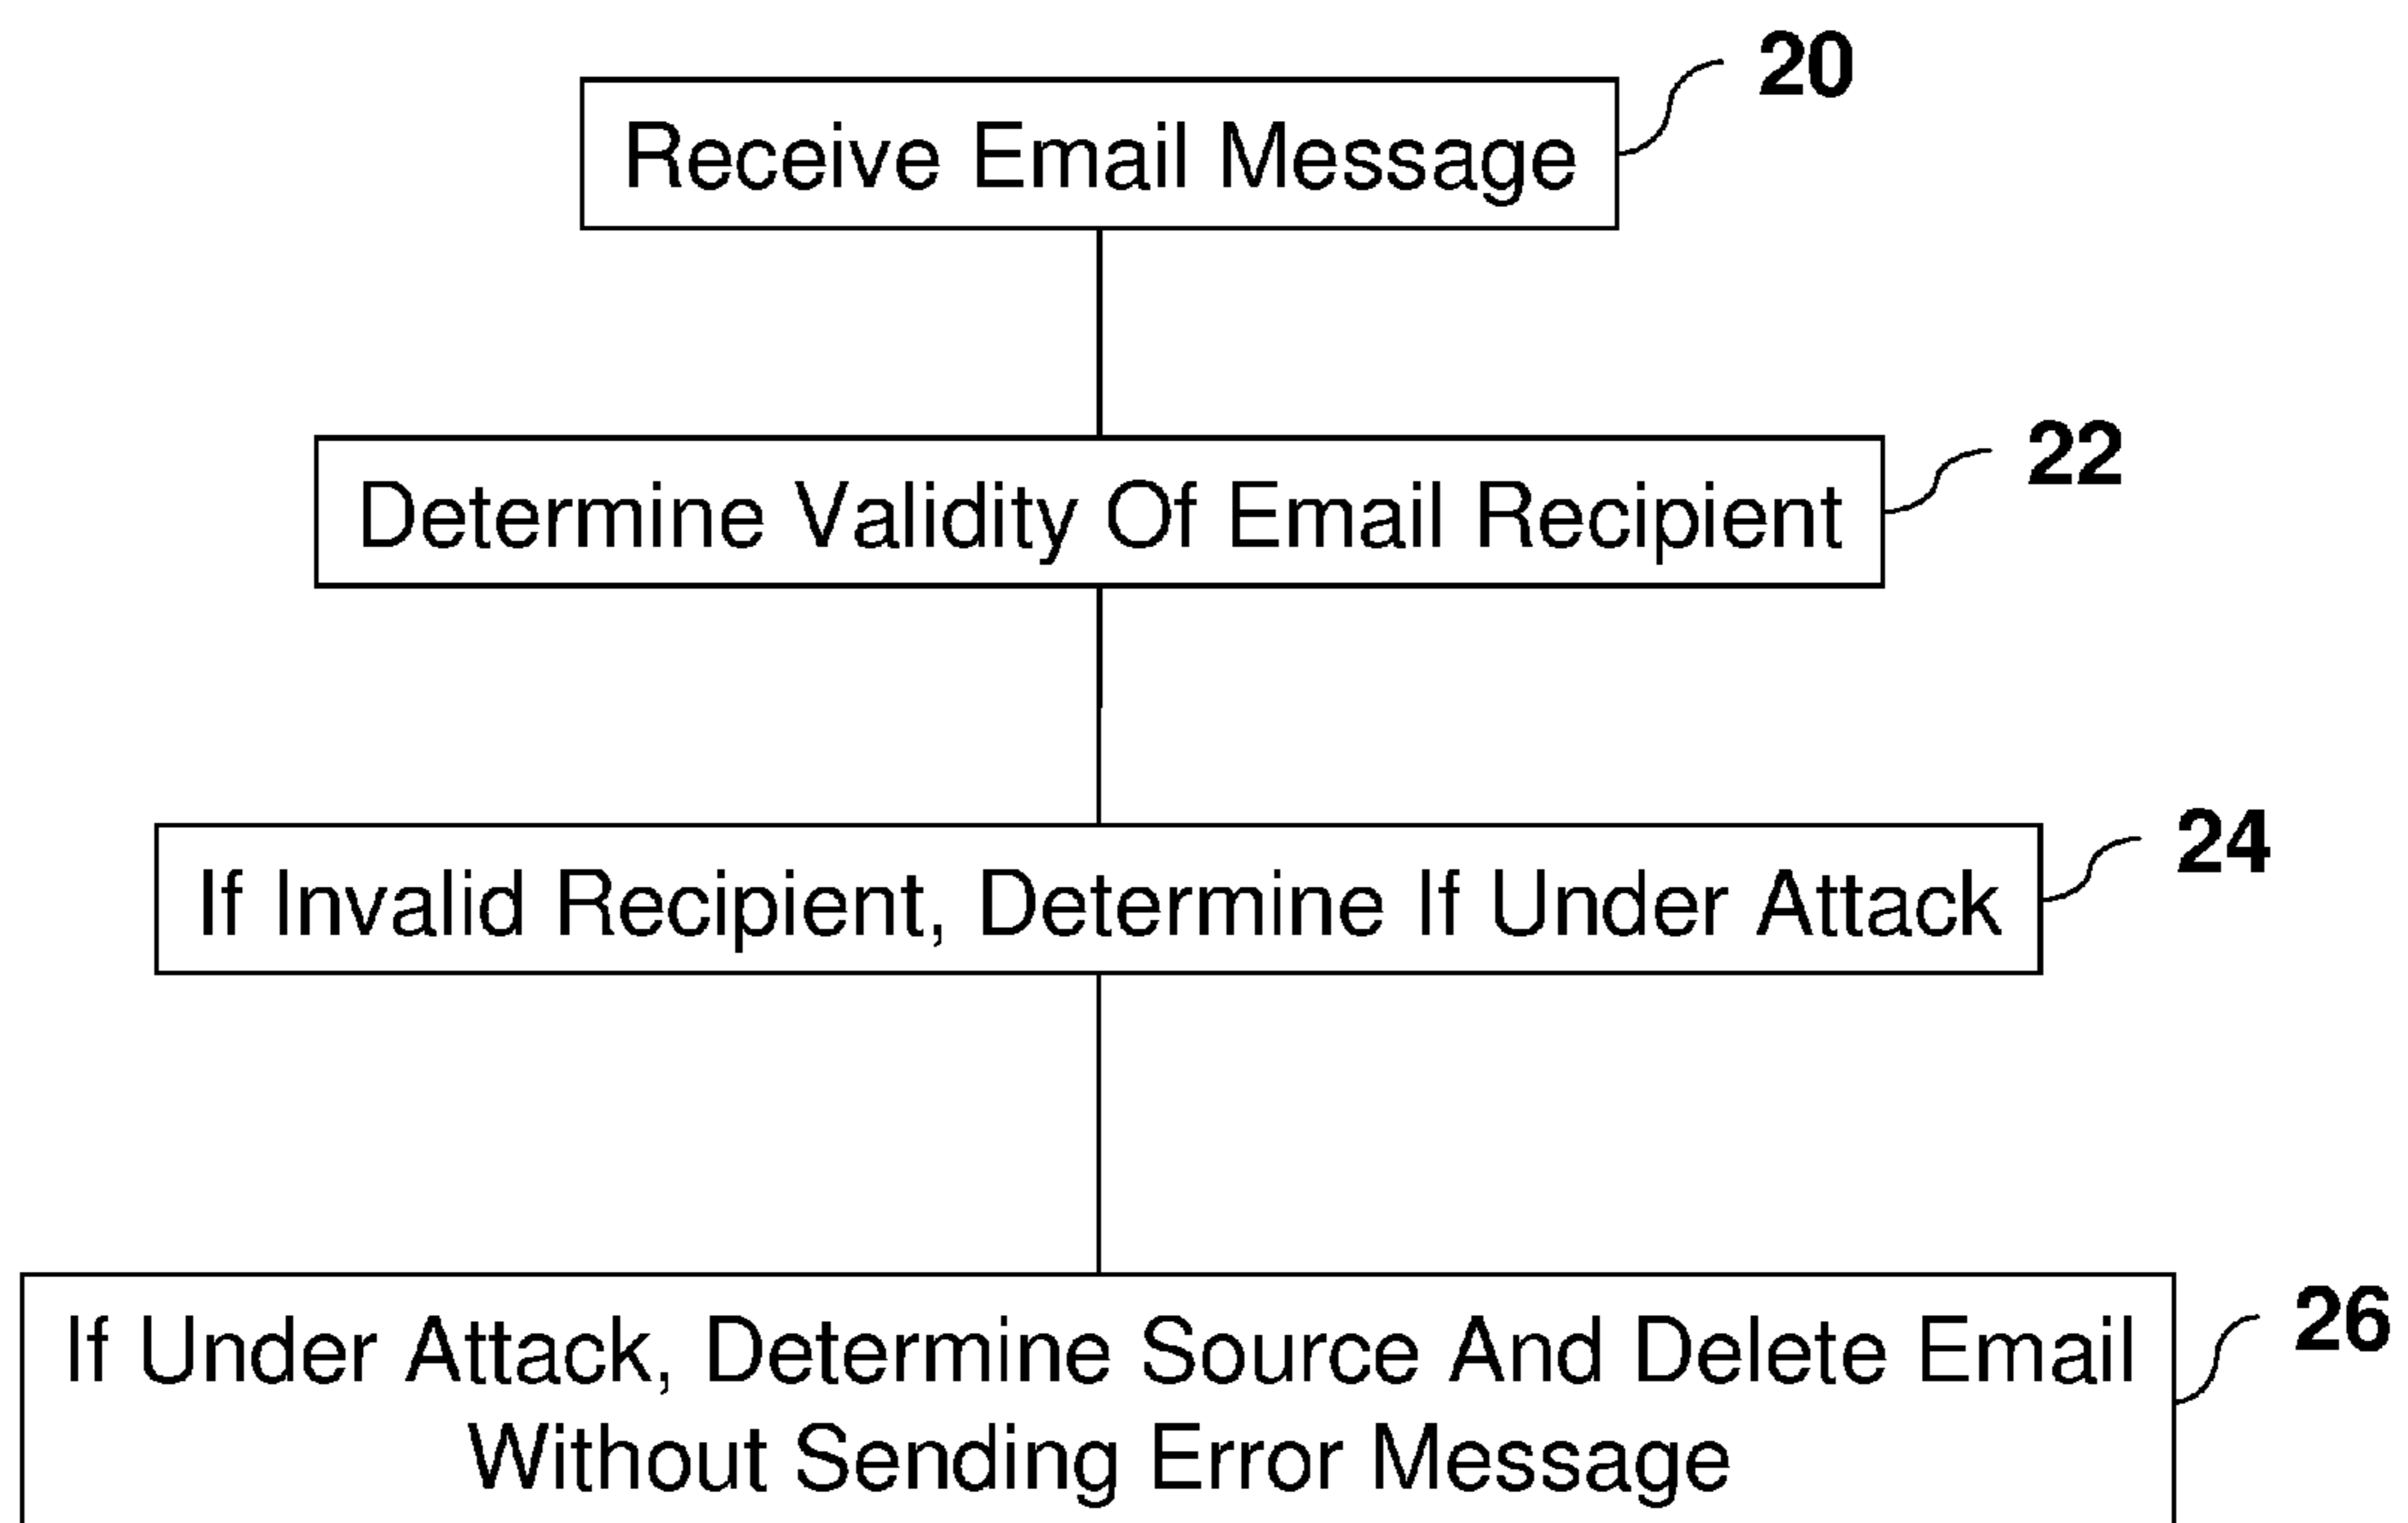 20
Receive Email Message
22
Determine Validity Of Email Recipient
24
If Invalid Recipient, Determine If Under Attack
26
If Under Attack, Determine Source And Delete Email
Without Sending Error Message